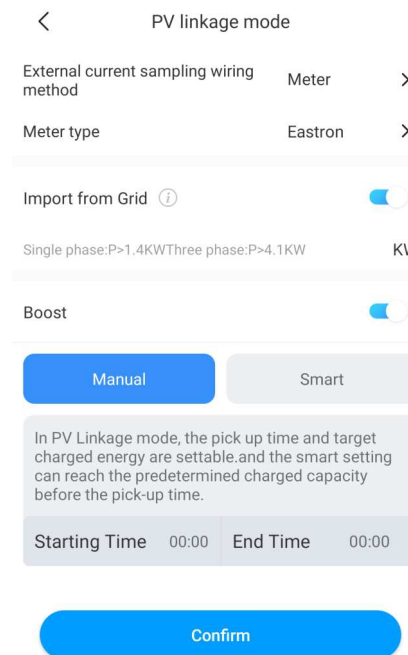 PV linkage mode
External current sampling wiring
method
Meter
Meter type
Eastron
Import from Grid
Single phase:P>1.4KWThree phase:P>4.1KW
Boost
Manual
Smart
In PV Linkage mode, the pick up time and target
charged energy are settable.and the smart setting
can reach the predetermined charged capacity
before the pick-up time.
Starting Time 00:00 End Time 00:00
Confirm